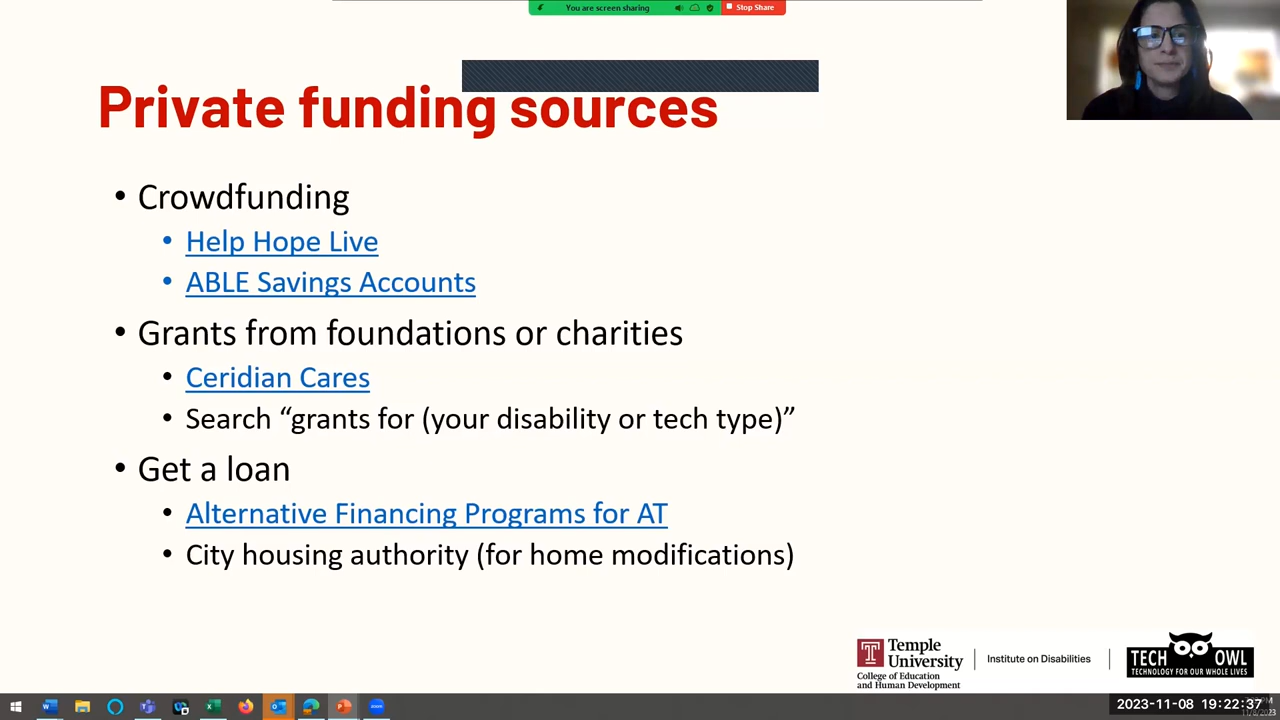 You are screen sharing
Stop Share
Private funding sources
• Crowdfunding
• Help Hope Live
• ABLE Savings Accounts
• Grants from foundations or charities
• Ceridian Cares
• Search “grants for (your disability or tech type)”
• Get a loan
• Alternative Financing Programs for AT
• City housing authority (for home modifications)
Temple University
College of Education
and Human Development
Institute on Disabilities
TECH OWL
TECHNOLOGY FOR OUR WHOLE LIVES
2023-11-08 19:22:37